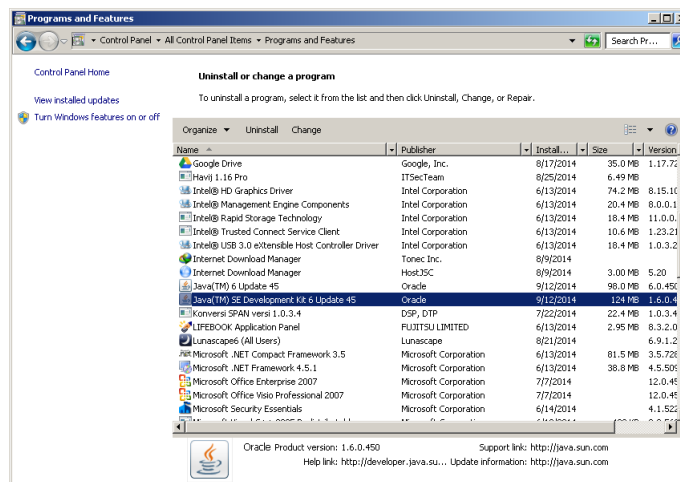 Programs and Features
Control Panel All Control Panel Items Programs and Features Search Pr...
Control Panel Home
View installed updates
Turn Windows features on or off
Uninstall or change a program
To uninstall a program, select it from the list and then click Uninstall, Change, or Repair.
Organize Uninstall Change
Name Publisher Install... Size Version
Google Drive Google, Inc. 8/17/2014 35.0 MB 1.17.72
Havij 1.16 Pro ITSecTeam 8/25/2014 6.49 MB
Intel® HD Graphics Driver Intel Corporation 6/13/2014 74.2 MB 8.15.10
Intel® Management Engine Components Intel Corporation 6/13/2014 20.4 MB 8.0.0.1
Intel® Rapid Storage Technology Intel Corporation 6/13/2014 18.4 MB 11.0.0.
Intel® Trusted Connect Service Client Intel Corporation 6/13/2014 10.6 MB 1.23.21
Intel® USB 3.0 eXtensible Host Controller Driver Intel Corporation 6/13/2014 18.4 MB 1.0.3.2
Internet Download Manager Tonec Inc. 8/9/2014
Internet Download Manager HostJSC 8/9/2014 3.00 MB 5.20
Java(TM) 6 Update 45 Oracle 9/12/2014 98.0 MB 6.0.450
Java(TM) SE Development Kit 6 Update 45 Oracle 9/12/2014 124 MB 1.6.0.4
Konversi SPAN versi 1.0.3.4 DSP, DTP 7/22/2014 22.4 MB 1.0.3.4
LIFEBOOK Application Panel FUJITSU LIMITED 6/13/2014 2.95 MB 8.3.2.0
Lunascape6 (All Users) Lunascape 8/21/2014 6.9.1.2
Microsoft .NET Compact Framework 3.5 Microsoft Corporation 6/13/2014 81.5 MB 3.5.728
Microsoft .NET Framework 4.5.1 Microsoft Corporation 6/13/2014 38.8 MB 4.5.509
Microsoft Office Enterprise 2007 Microsoft Corporation 7/7/2014 12.0.45
Microsoft Office Visio Professional 2007 Microsoft Corporation 7/7/2014 12.0.45
Microsoft Security Essentials Microsoft Corporation 6/14/2014 4.1.522
Oracle Product version: 1.6.0.450 Support link: http://java.sun.com
Help link: http://developer.java.su... Update information: http://java.sun.com